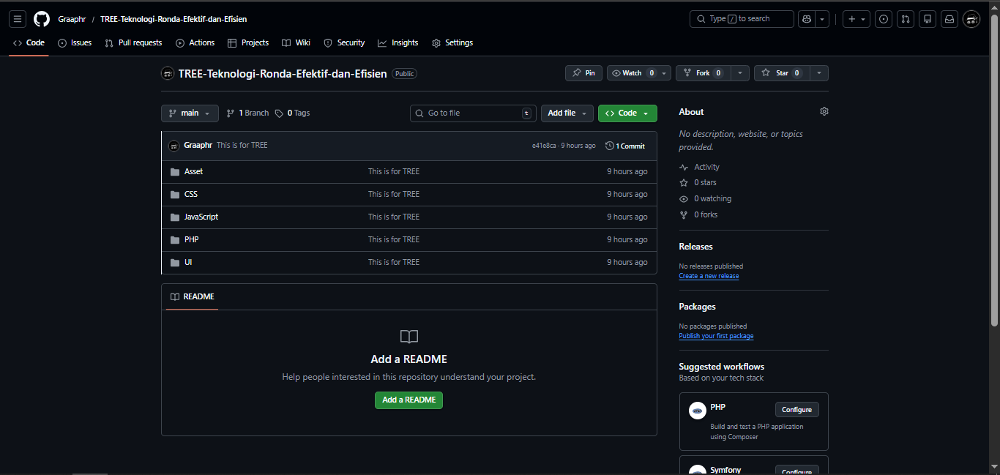 Graaphr / TREE-Teknologi-Ronda-Efektif-dan-Efisien
Type / to search
Code Issues Pull requests Actions Projects Wiki Security Insights Settings
TREE-Teknologi-Ronda-Efektif-dan-Efisien Public
Pin Watch 0 Fork 0 Star 0
main 1 Branch 0 Tags
Go to file t Add file Code
Graaphr This is for TREE e41e8ca · 9 hours ago 1 Commit
Asset This is for TREE 9 hours ago
CSS This is for TREE 9 hours ago
JavaScript This is for TREE 9 hours ago
PHP This is for TREE 9 hours ago
UI This is for TREE 9 hours ago
README
Add a README
Help people interested in this repository understand your project.
Add a README
About
No description, website, or topics
provided.
Activity
0 stars
0 watching
0 forks
Releases
No releases published
Create a new release
Packages
No packages published
Publish your first package
Suggested workflows
Based on your tech stack
PHP Configure
Build and test a PHP application
using Composer
Symfony Configure